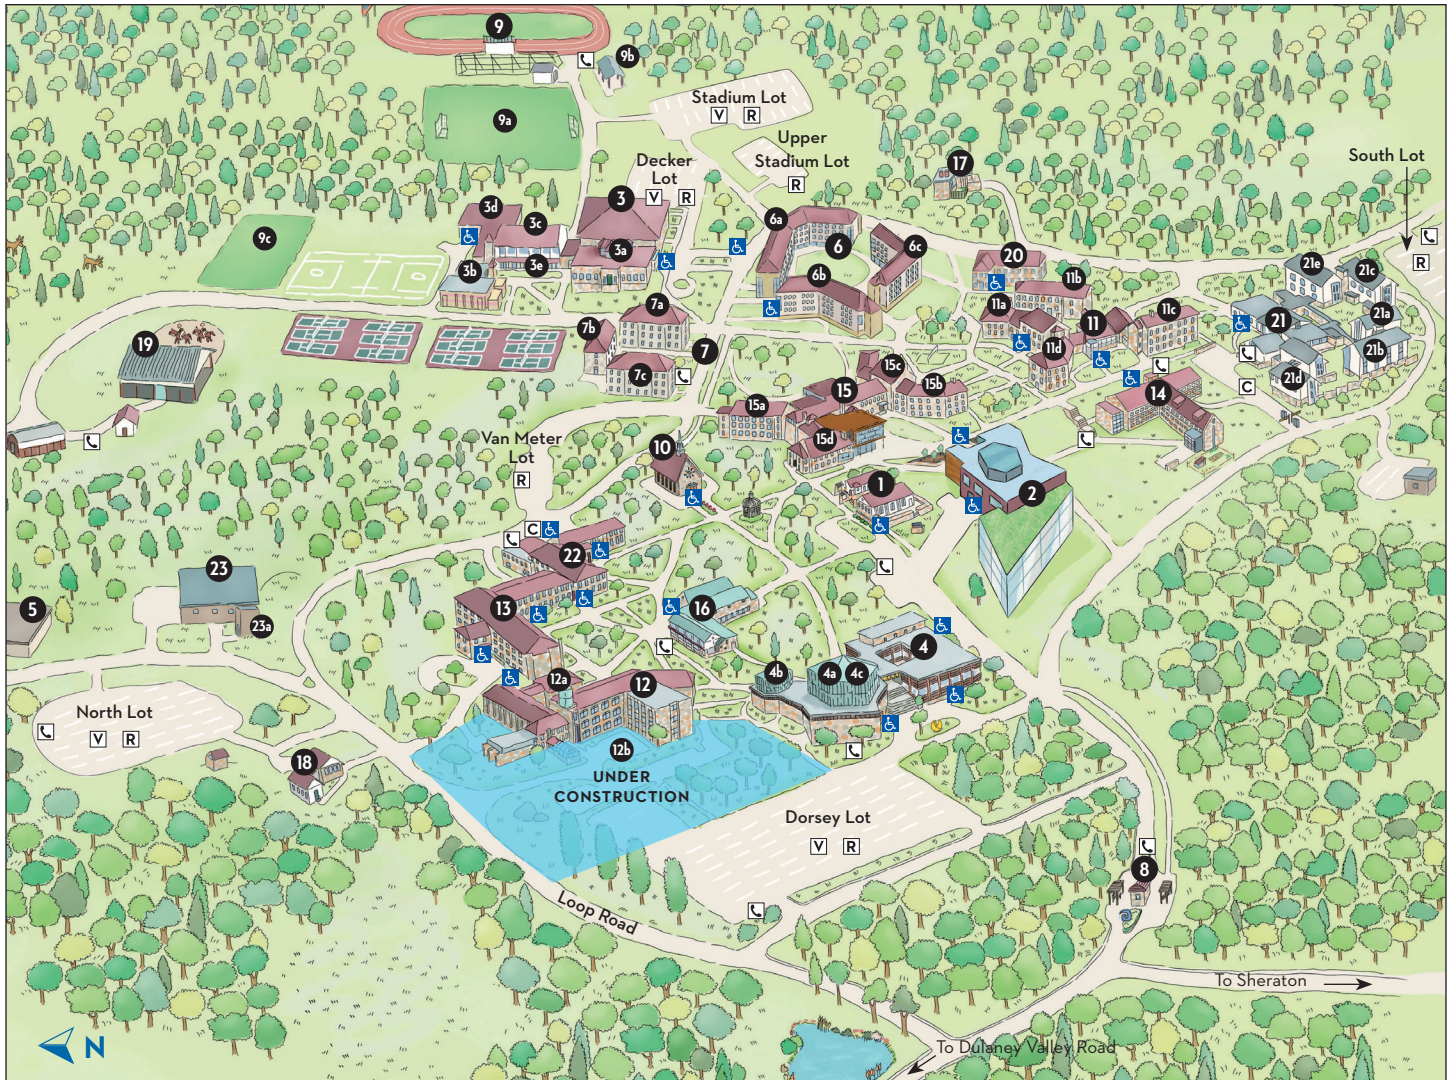 9
9b
Stadium Lot
V R
9a
Upper
Stadium Lot
R
Decker
Lot
V R
17
South Lot
R
3
3d
3c
3a
3e
3b
9c
6a
6
6c
6b
20
11b
11a
11
11c
11d
21e
21c
21
21a
21b
21d
C
7a
7b
7
7c
19
15c
15
15b
15a
15d
14
Van Meter
Lot
R
10
1
2
C
22
23
5
13
23a
16
4
4b
4a
4c
12a
12
12b
UNDER
CONSTRUCTION
North Lot
V R
18
Dorsey Lot
V R
8
Loop Road
To Sheraton
To Dulaney Valley Road
N